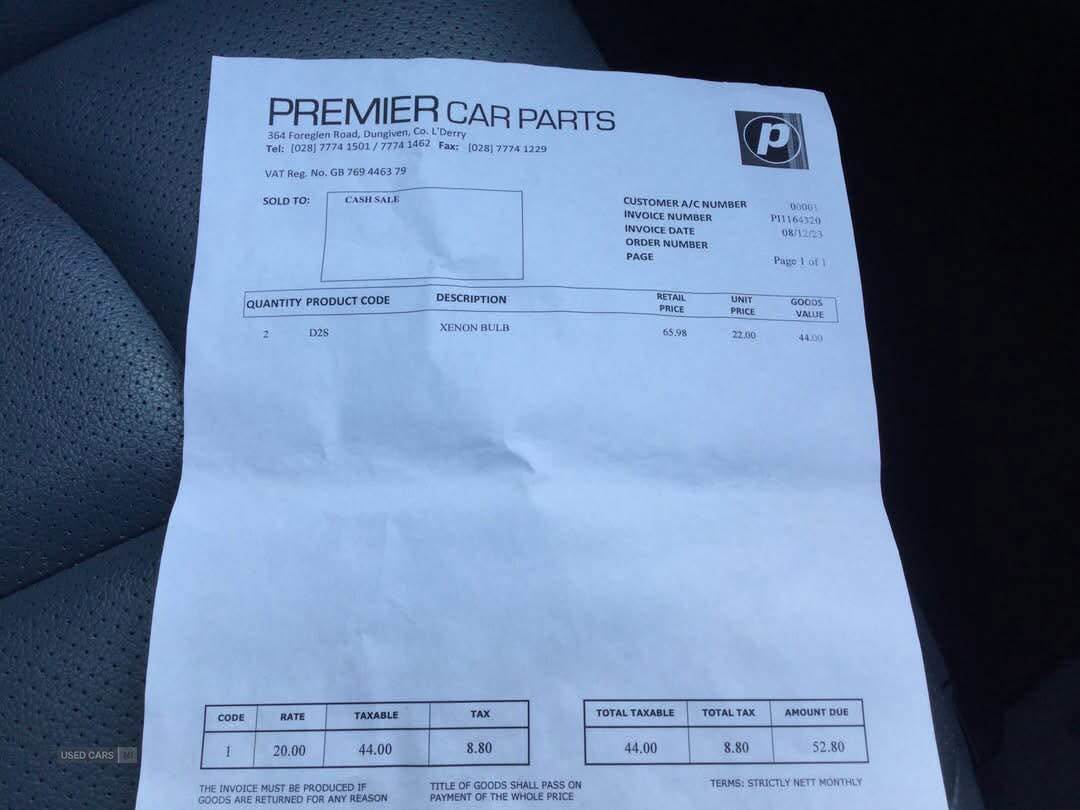 PREMIER CAR PARTS
364 Foreglen Road, Dungiven, Co. L'Derry
Tel: [028] 7774 1501 / 7774 1462 Fax: [028] 7774 1229
p
VAT Reg. No. GB 769 4463 79
SOLD TO: CASH SALE
CUSTOMER A/C NUMBER 00001
INVOICE NUMBER PI1164320
INVOICE DATE 08/12/23
ORDER NUMBER
PAGE Page 1 of 1
QUANTITY PRODUCT CODE DESCRIPTION RETAIL PRICE UNIT PRICE GOODS VALUE
2 D2S XENON BULB 65.98 22.00 44.00
CODE RATE TAXABLE TAX
1 20.00 44.00 8.80
TOTAL TAXABLE TOTAL TAX AMOUNT DUE
44.00 8.80 52.80
THE INVOICE MUST BE PRODUCED IF
GOODS ARE RETURNED FOR ANY REASON
TITLE OF GOODS SHALL PASS ON
PAYMENT OF THE WHOLE PRICE
TERMS: STRICTLY NETT MONTHLY
USED CARS NI